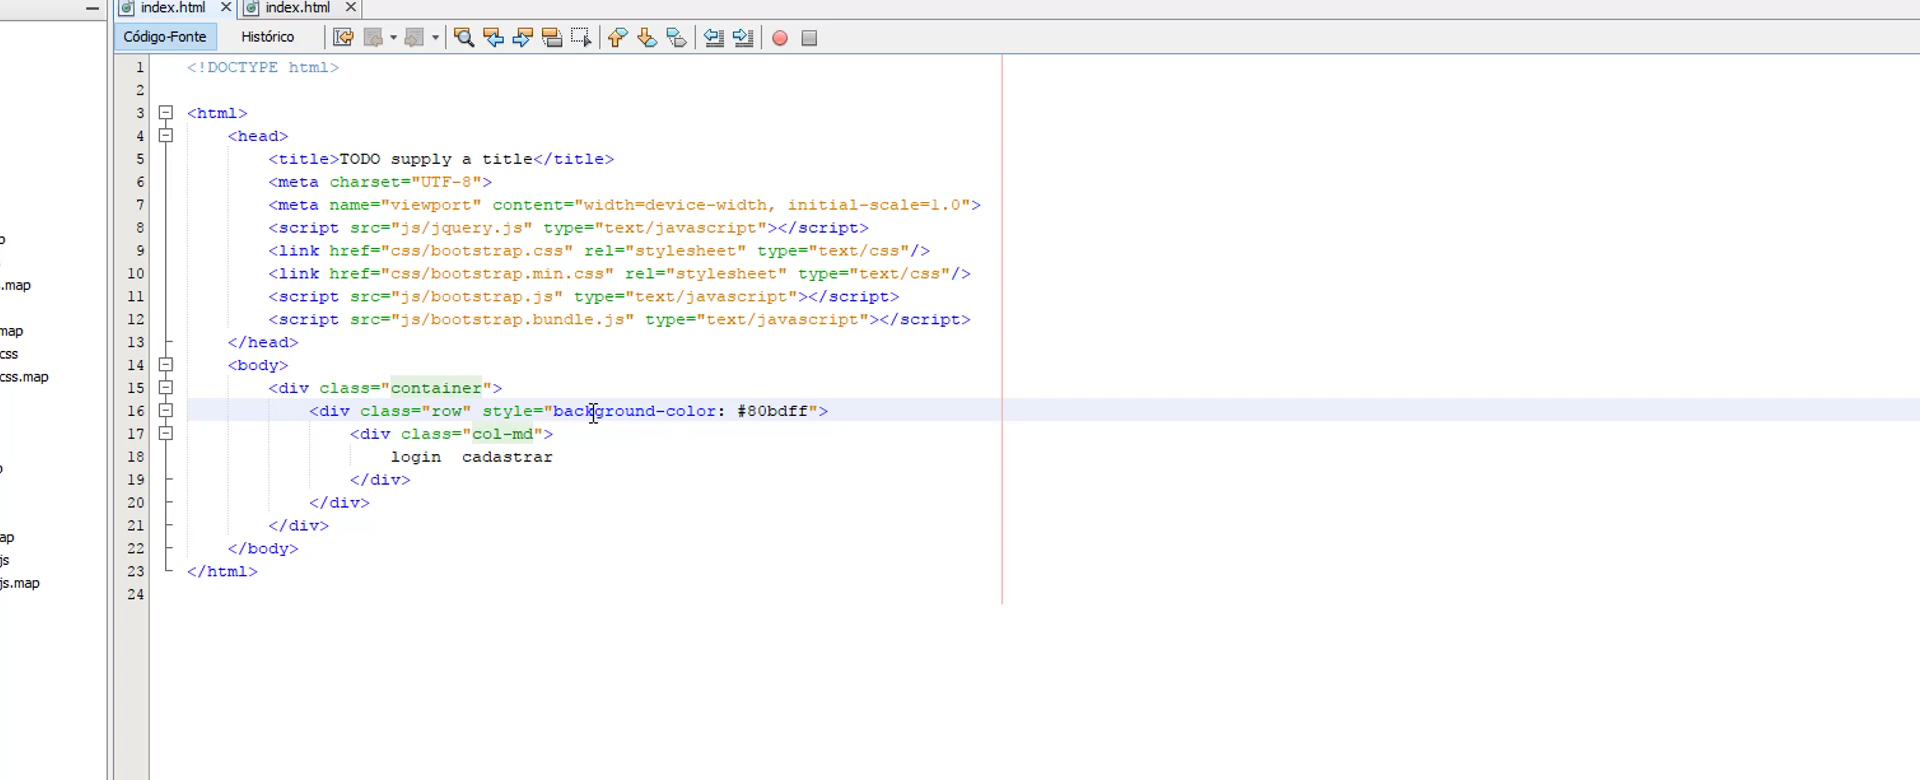 index.html index.html
Código-Fonte Histórico
1 <!DOCTYPE html>
2
3 <html>
4 <head>
5 <title>TODO supply a title</title>
6 <meta charset="UTF-8">
7 <meta name="viewport" content="width=device-width, initial-scale=1.0">
8 <script src="js/jquery.js" type="text/javascript"></script>
9 <link href="css/bootstrap.css" rel="stylesheet" type="text/css"/>
10 <link href="css/bootstrap.min.css" rel="stylesheet" type="text/css"/>
11 <script src="js/bootstrap.js" type="text/javascript"></script>
12 <script src="js/bootstrap.bundle.js" type="text/javascript"></script>
13 </head>
14 <body>
15 <div class="container">
16 <div class="row" style="background-color: #80bdff">
17 <div class="col-md">
18 login cadastrar
19 </div>
20 </div>
21 </div>
22 </body>
23 </html>
24
.map
map
css
css.map
ap
js
js.map